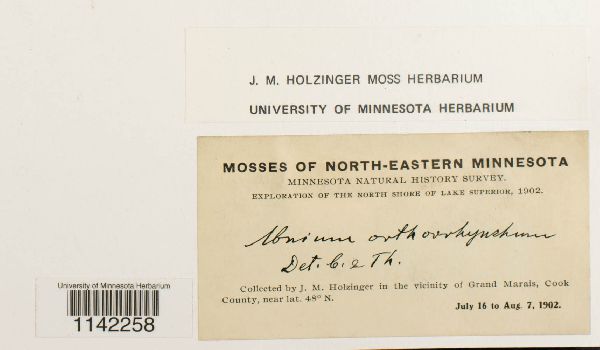 J. M. HOLZINGER MOSS HERBARIUM
UNIVERSITY OF MINNESOTA HERBARIUM
MOSSES OF NORTH-EASTERN MINNESOTA
MINNESOTA NATURAL HISTORY SURVEY.
EXPLORATION OF THE NORTH SHORE OF LAKE SUPERIOR, 1902.
Mnium orthorrhynchum
Det. C. & Th.
Collected by J. M. Holzinger in the vicinity of Grand Marais, Cook
County, near lat. 48° N.
July 16 to Aug. 7, 1902.
University of Minnesota Herbarium
1142258